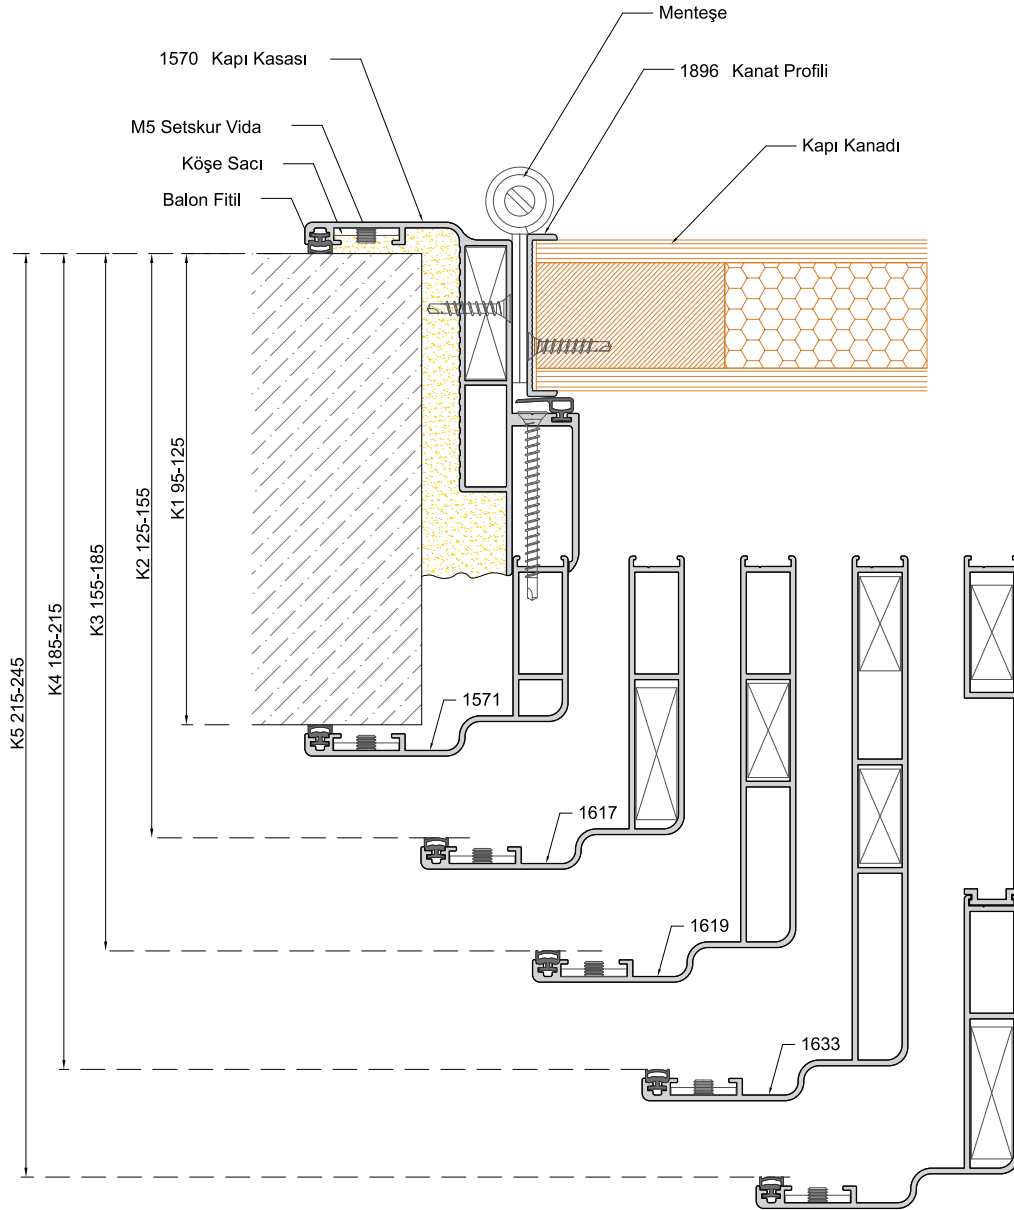 Menteşe
1570 Kapı Kasası
1896 Kanat Profili
M5 Setskur Vida
Kapı Kanadı
Köşe Sacı
Balon Fitil
K1 95-125
K2 125-155
K3 155-185
K4 185-215
K5 215-245
1571
1617
1619
1633